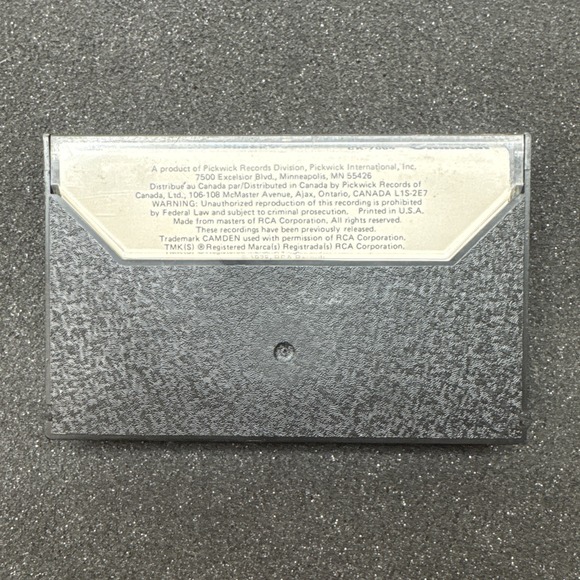 A product of Pickwick Records Division, Pickwick International, Inc.
7500 Excelsior Blvd., Minneapolis, MN 55426
Distribué au Canada par/Distributed in Canada by Pickwick Records of
Canada, Ltd., 106-108 McMaster Avenue, Ajax, Ontario, CANADA L1S-2E7
WARNING: Unauthorized reproduction of this recording is prohibited
by Federal Law and subject to criminal prosecution. Printed in U.S.A.
Made from masters of RCA Corporation. All rights reserved.
These recordings have been previously released.
Trademark CAMDEN used with permission of RCA Corporation.
TMK(S) ® Registered Marca(s) Registrada(s) RCA Corporation.